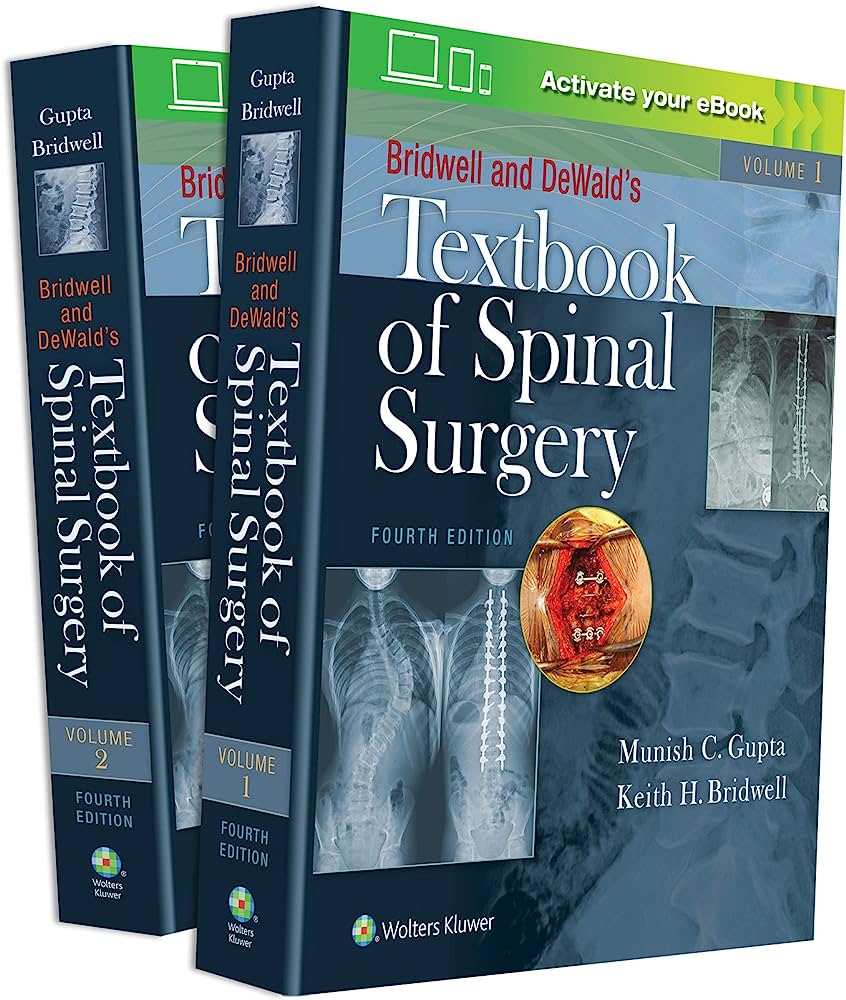 Gupta
Bridwell
Bridwell
and
DeWald's
Textbook of
Spinal Surgery
VOLUME
2
FOURTH
EDITION
Wolters
Kluwer
Brid
T
FOU
Gupta
Bridwell
Bridwell
and
DeWald's
Textbook of
Spinal Surgery
VOLUME
1
FOURTH
EDITION
Wolters
Kluwer
Activate your eBook
VOLUME 1
Bridwell and DeWald's
Textbook
of Spinal
Surgery
FOURTH EDITION
Munish C. Gupta
Keith H. Bridwell
Wolters Kluwer